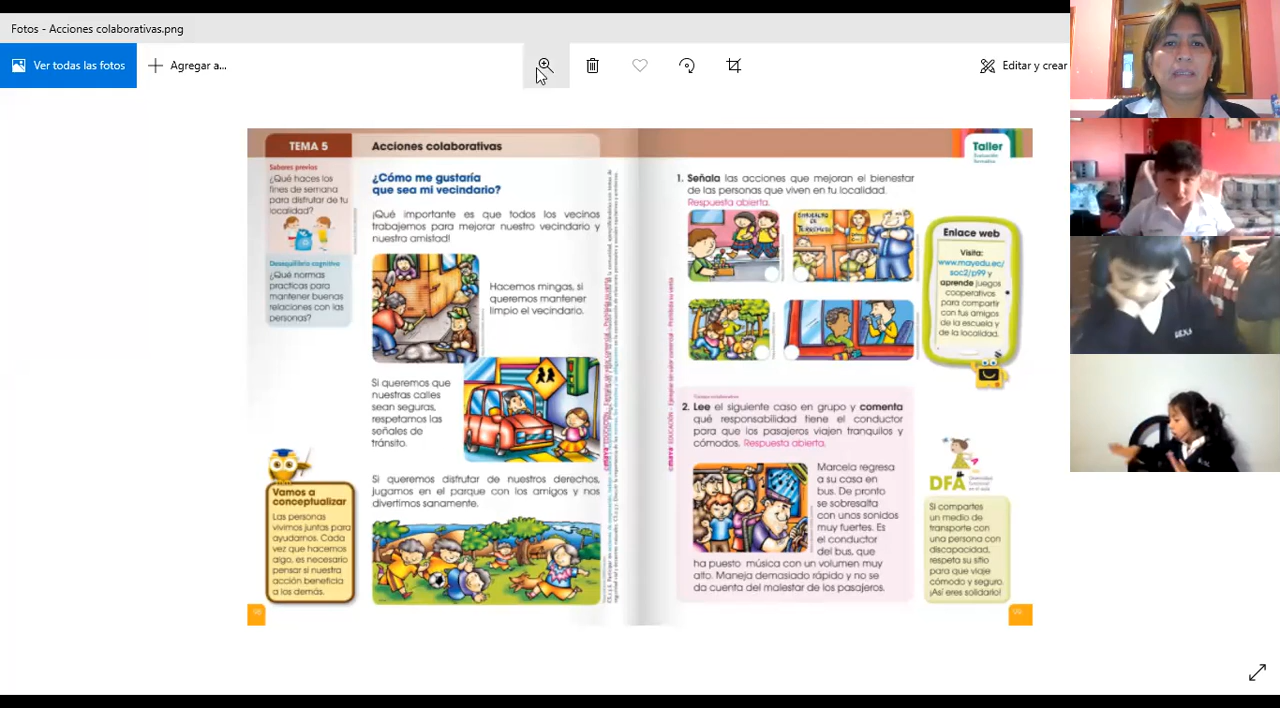 Fotos - Acciones colaborativas.png
Ver todas las fotos
Agregar a...
Editar y crear
TEMA 5
Acciones colaborativas
Saberes previos
¿Qué haces los
fines de semana
para disfrutar de tu
localidad?
Desequilibrio cognitivo
¿Qué normas
practicas para
mantener buenas
relaciones con las
personas?
Vamos a
conceptualizar
Las personas
vivimos juntas para
ayudarnos. Cada
vez que hacemos
algo, es necesario
pensar si nuestra
acción beneficia
a los demás.
98
¿Cómo me gustaría
que sea mi vecindario?
¡Qué importante es que todos los vecinos
trabajemos para mejorar nuestro vecindario y
nuestra amistad!
Hacemos mingas, si
queremos mantener
limpio el vecindario.
Si queremos que
nuestras calles
sean seguras,
respetamos las
señales de
tránsito.
Si queremos disfrutar de nuestros derechos,
jugamos en el parque con los amigos y nos
divertimos sanamente.
Taller
Evaluación
formativa
1. Señala las acciones que mejoran el bienestar
de las personas que viven en tu localidad.
Respuesta abierta.
SIMULACRO
DE
TERREMOTO
2. Lee el siguiente caso en grupo y comenta
qué responsabilidad tiene el conductor
para que los pasajeros viajen tranquilos y
cómodos. Respuesta abierta.
Marcela regresa
a su casa en
bus. De pronto
se sobresalta
con unos sonidos
muy fuertes. Es
el conductor
del bus, que
ha puesto música con un volumen muy
alto. Maneja demasiado rápido y no se
da cuenta del malestar de los pasajeros.
Enlace web
Visita:
www.mayedu.ec/
soc2/p99 y
aprende juegos
cooperativos
para compartir
con tus amigos
de la escuela y
de la localidad.
DFA
Diversidad
funcional
en el aula
Si compartes
un medio de
transporte con
una persona con
discapacidad,
respeta su sitio
para que viaje
cómodo y seguro.
¡Así eres solidario!
99